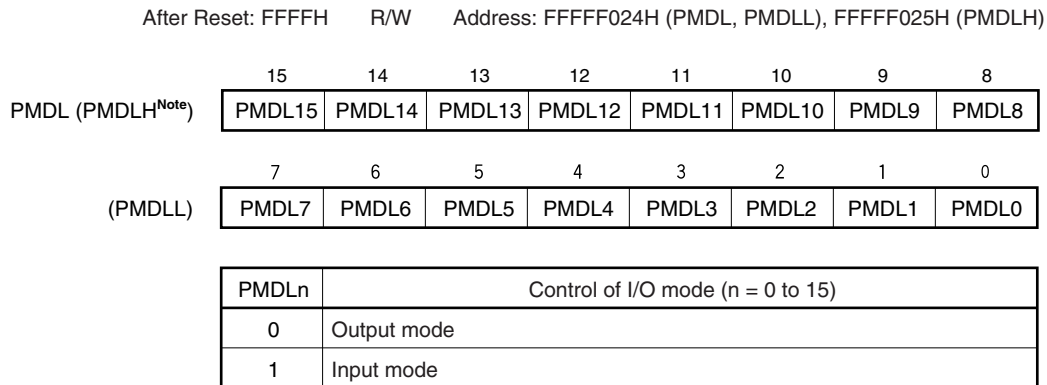 After Reset: FFFFH R/W Address: FFFFF024H (PMDL, PMDLL), FFFFF025H (PMDLH)
15 14 13 12 11 10 9 8
PMDL (PMDLHNote) PMDL15 PMDL14 PMDL13 PMDL12 PMDL11 PMDL10 PMDL9 PMDL8
7 6 5 4 3 2 1 0
(PMDLL) PMDL7 PMDL6 PMDL5 PMDL4 PMDL3 PMDL2 PMDL1 PMDL0
PMDLn Control of I/O mode (n = 0 to 15)
0 Output mode
1 Input mode